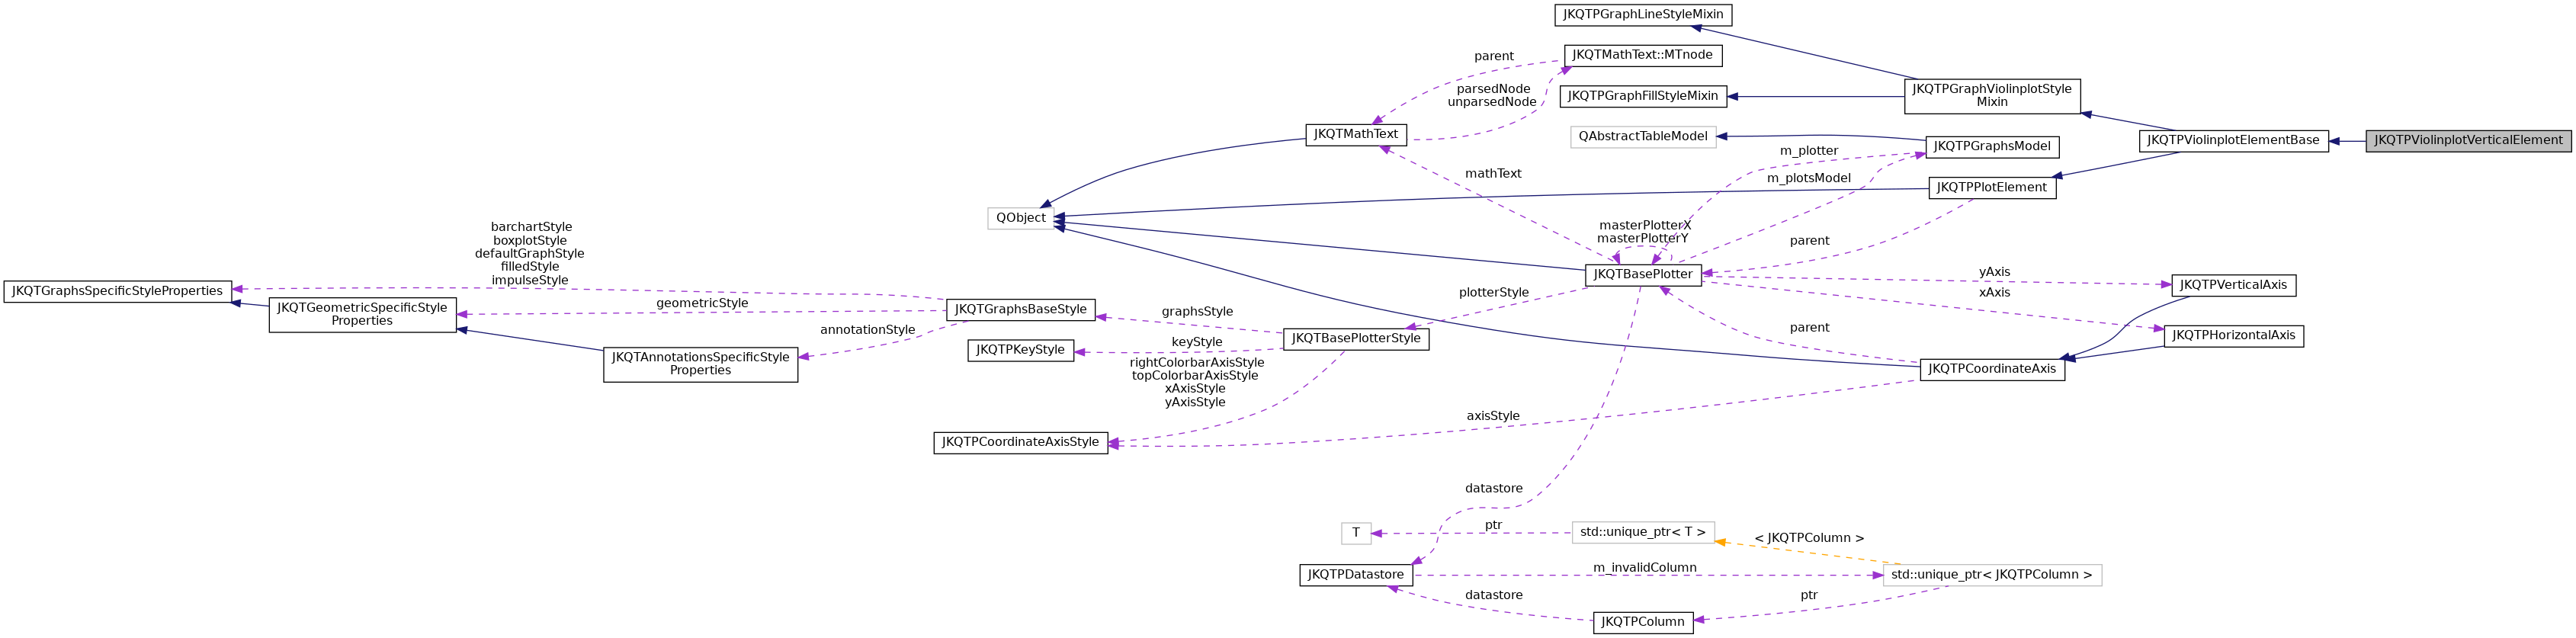 JKQTPGraphLineStyleMixin
JKQTMathText::MTnode
parent
parsedNode
unparsedNode
JKQTPGraphFillStyleMixin
JKQTPGraphViolinplotStyle
Mixin
JKQTMathText
QAbstractTableModel
JKQTPGraphsModel
JKQTPViolinplotElementBase
JKQTPViolinplotVerticalElement
m_plotter
mathText
m_plotsModel
JKQTPPlotElement
QObject
masterPlotterX
masterPlotterY
parent
barchartStyle
boxplotStyle
defaultGraphStyle
filledStyle
impulseStyle
JKQTBasePlotter
yAxis
JKQTPVerticalAxis
JKQTGraphsSpecificStyleProperties
plotterStyle
xAxis
geometricStyle
JKQTGeometricSpecificStyle
Properties
JKQTGraphsBaseStyle
graphsStyle
annotationStyle
parent
JKQTPHorizontalAxis
keyStyle
JKQTBasePlotterStyle
JKQTPKeyStyle
JKQTAnnotationsSpecificStyle
Properties
rightColorbarAxisStyle
topColorbarAxisStyle
xAxisStyle
yAxisStyle
JKQTPCoordinateAxis
axisStyle
JKQTPCoordinateAxisStyle
datastore
T
ptr
std::unique_ptr< T >
< JKQTPColumn >
JKQTPDatastore
m_invalidColumn
std::unique_ptr< JKQTPColumn >
datastore
ptr
JKQTPColumn